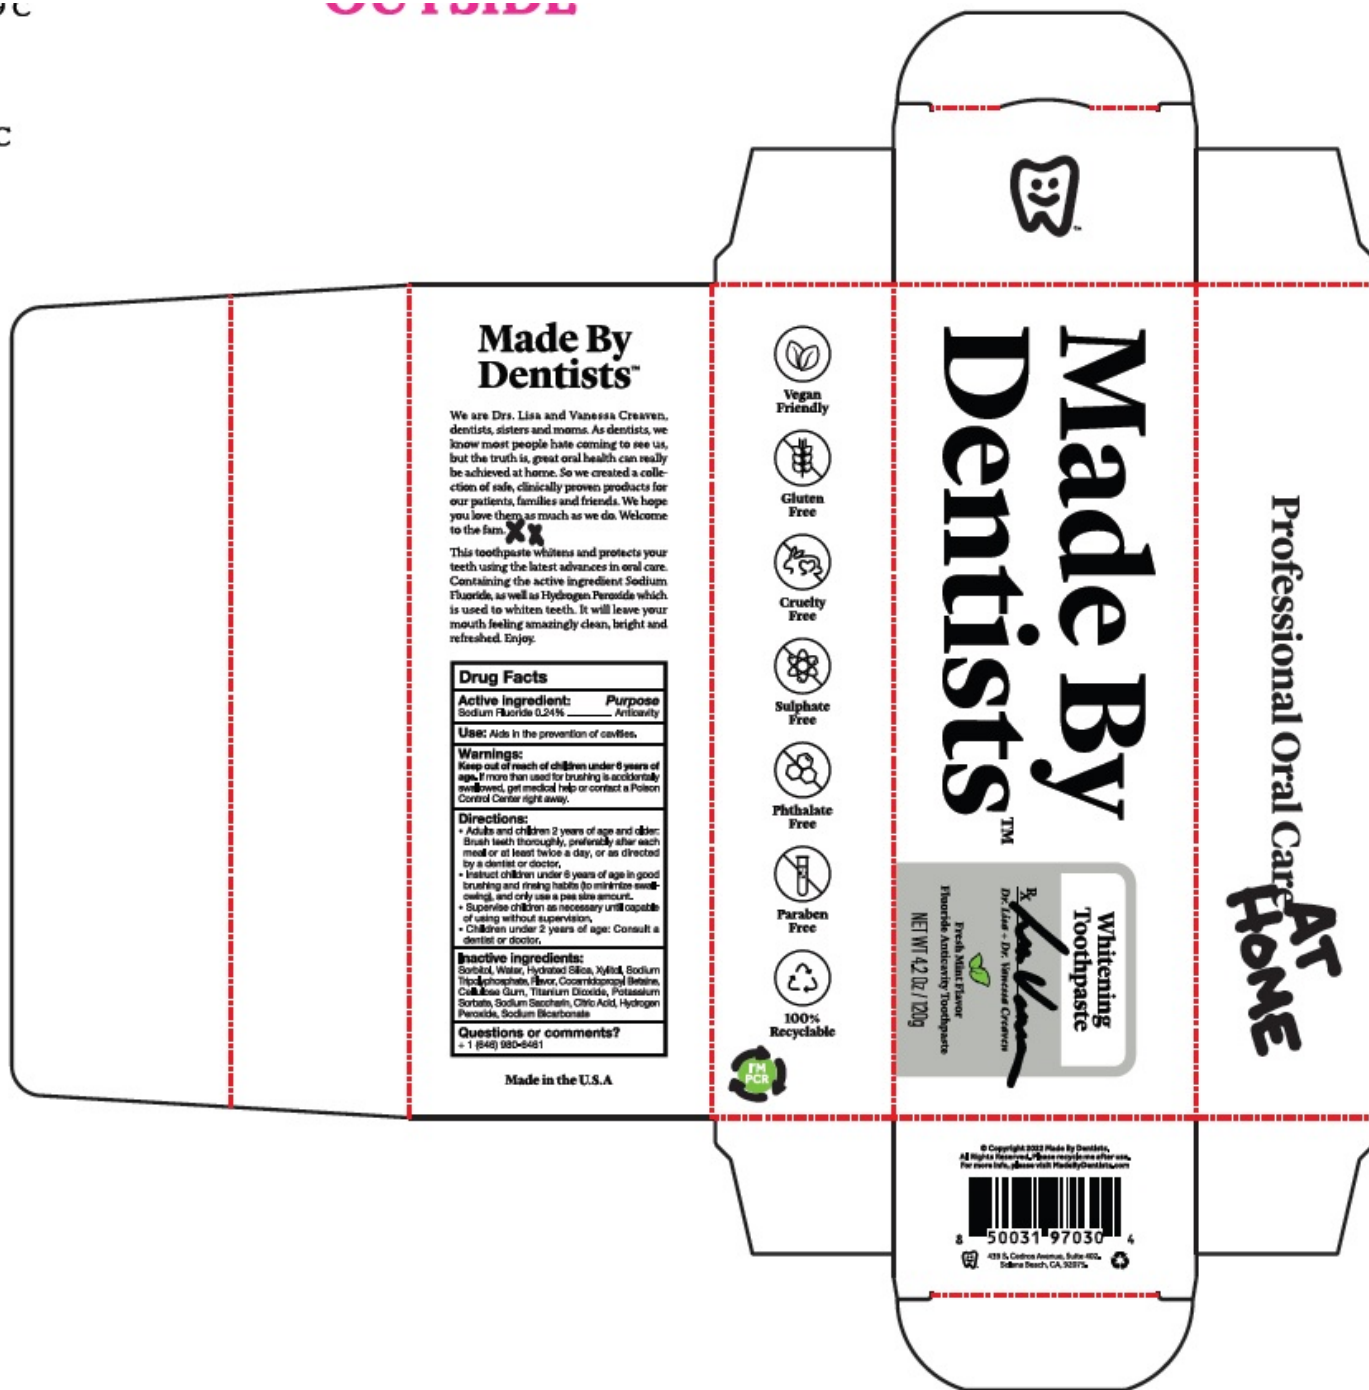 OUTSIDE
Made By
Dentists™
We are Drs. Lisa and Vanessa Creaven,
dentists, sisters and moms. As dentists, we
know most people hate coming to see us,
but the truth is, great oral health can really
be achieved at home. So we created a colle-
ction of safe, clinically proven products for
our patients, families and friends. We hope
you love them as much as we do. Welcome
to the fam. XX
This toothpaste whitens and protects your
teeth using the latest advances in oral care.
Containing the active ingredient Sodium
Fluoride, as well as Hydrogen Peroxide which
is used to whiten teeth. It will leave your
mouth feeling amazingly clean, bright and
refreshed. Enjoy.
Drug Facts
Active ingredient: Purpose
Sodium Fluoride 0.24% Anticavity
Use: Aids in the prevention of cavities.
Warnings:
Keep out of reach of children under 6 years of
age. If more than used for brushing is accidentally
swallowed, get medical help or contact a Poison
Control Center right away.
Directions:
• Adults and children 2 years of age and older:
Brush teeth thoroughly, preferably after each
meal or at least twice a day, or as directed
by a dentist or doctor.
• Instruct children under 6 years of age in good
brushing and rinsing habits (to minimize swal-
owing), and only use a pea size amount.
• Supervise children as necessary until capable
of using without supervision.
• Children under 2 years of age: Consult a
dentist or doctor.
Inactive ingredients:
Sorbitol, Water, Hydrated Silica, Xylitol, Sodium
Tripolyphosphate, Flavor, Cocamidopropyl Betaine,
Cellulose Gum, Titanium Dioxide, Potassium
Sorbate, Sodium Saccharin, Citric Acid, Hydrogen
Peroxide, Sodium Bicarbonate
Questions or comments?
+ 1 (646) 980-6461
Made in the U.S.A
Vegan
Friendly
Gluten
Free
Cruelty
Free
Sulphate
Free
Phthalate
Free
Paraben
Free
100%
Recyclable
I'M
PCR
Made By
Dentists™
Whitening
Toothpaste
Rx
Dr. Lisa + Dr. Vanessa Creaven
Fresh Mint Flavor
Fluoride Anticavity Toothpaste
NET WT 4.2 Oz / 120g
Professional Oral Care
AT
HOME
© Copyright 2022 Made By Dentists,
All Rights Reserved. Please recycle me after use.
For more info, please visit MadeByDentists.com
8 50031 97030 4
439 S. Cedros Avenue, Suite 402.
Solana Beach, CA, 92075.